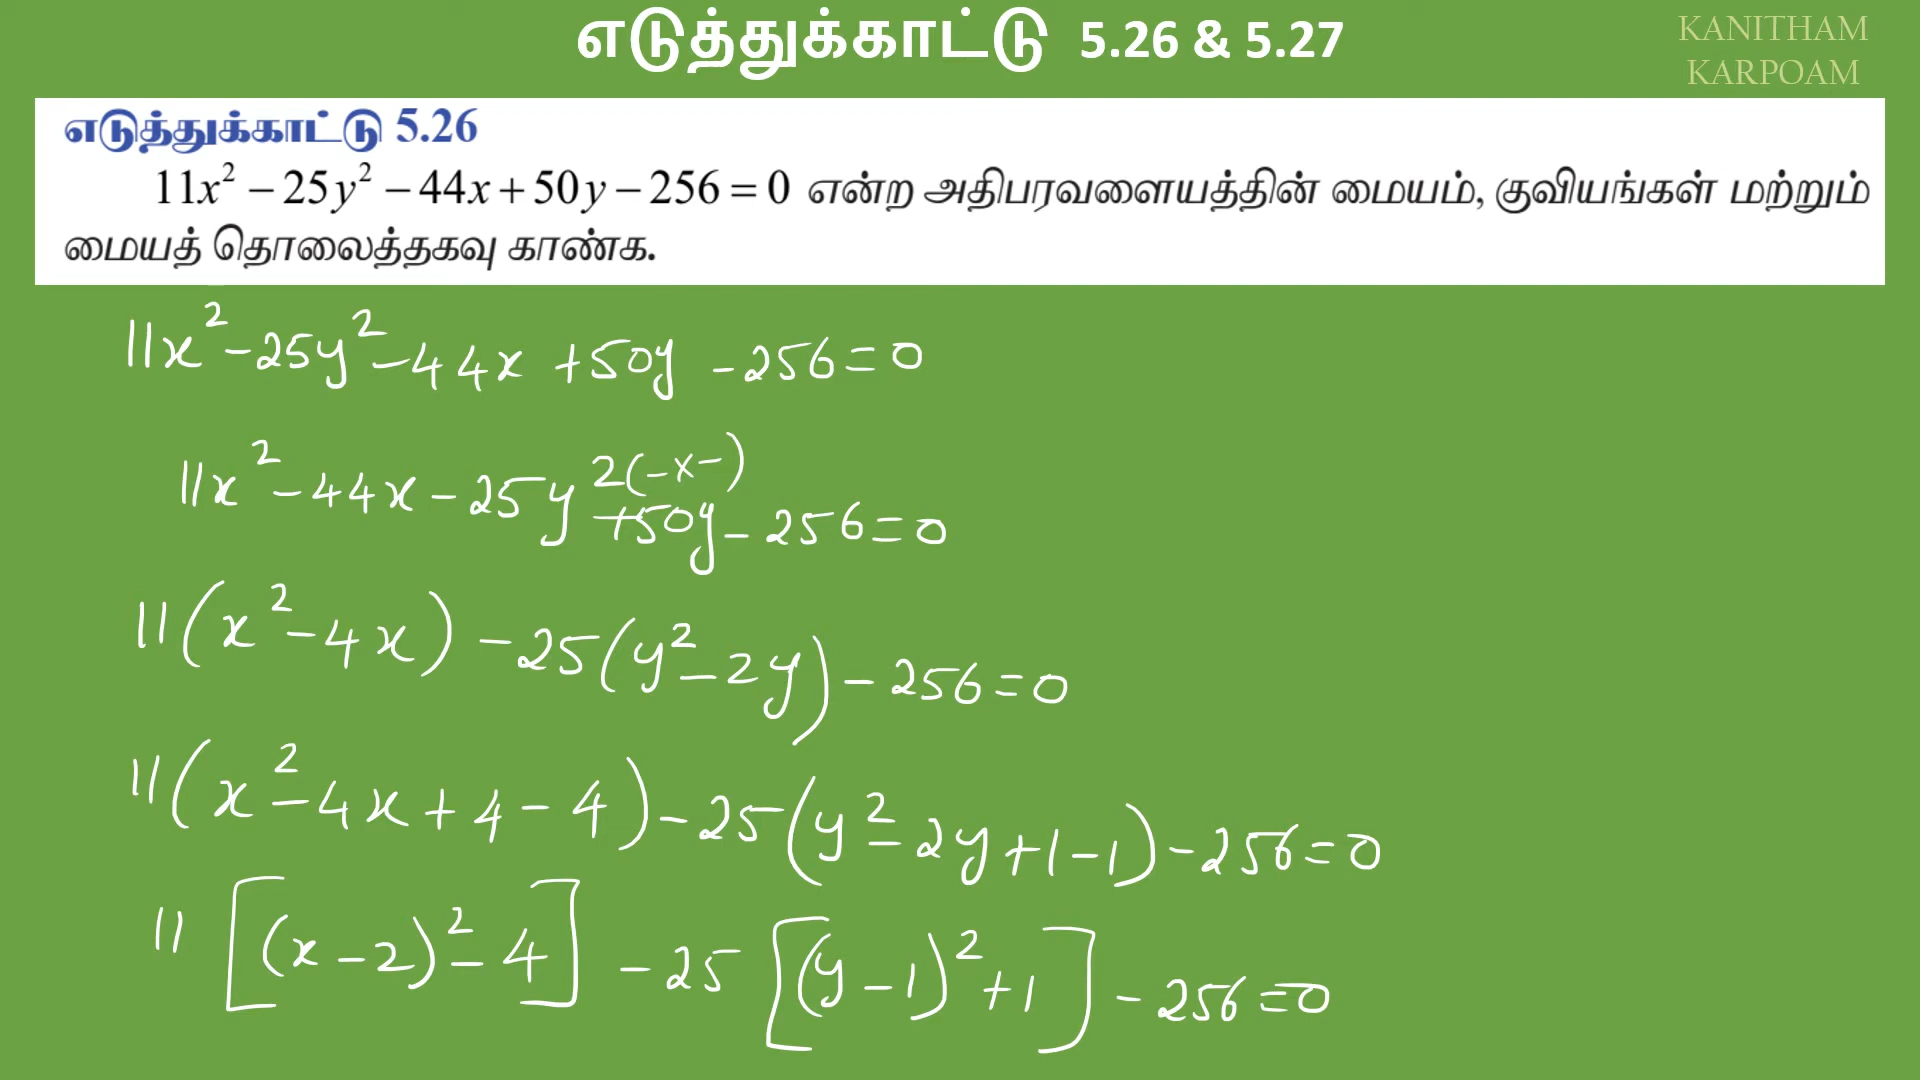 எடுத்துக்காட்டு 5.26 & 5.27
KANITHAM
KARPOAM
எடுத்துக்காட்டு 5.26
11x² − 25y² − 44x + 50y − 256 = 0 என்ற அதிபரவளையத்தின் மையம், குவியங்கள் மற்றும்
மையத் தொலைத்தகவு காண்க.
11x² - 25y² - 44x + 50y - 256 = 0
11x² - 44x - 25y² (-x-) + 50y - 256 = 0
11(x² - 4x) - 25(y² - 2y) - 256 = 0
11(x² - 4x + 4 - 4) - 25(y² - 2y + 1 - 1) - 256 = 0
11[(x - 2)² - 4] - 25[(y - 1)² + 1] - 256 = 0